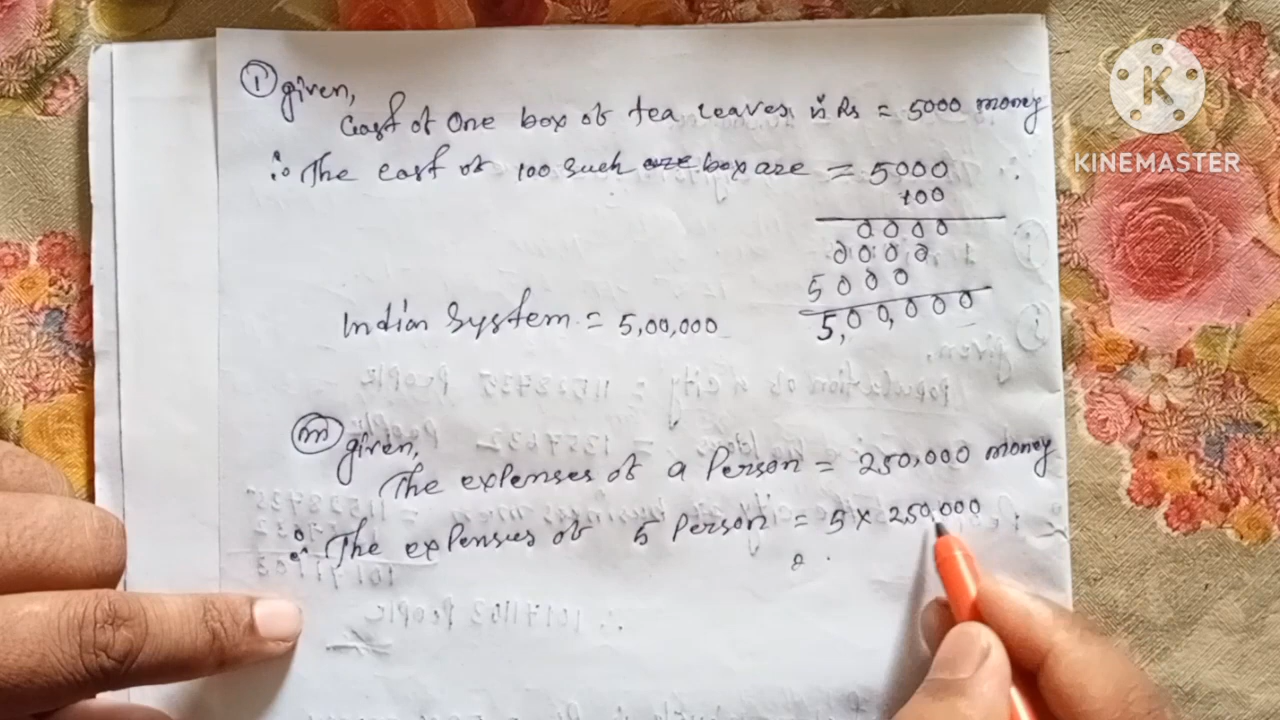 ① given,
Cost of One box of tea leaves is Rs = 5000 money
∴ The cost of 100 such box are = 5000
100
0000
0000
5000
5,00,000
Indian System = 5,00,000
given,
The expenses of a Person = 250,000 money
∴ The expenses of 5 Person = 5 x 250,000
K
KINEMASTER